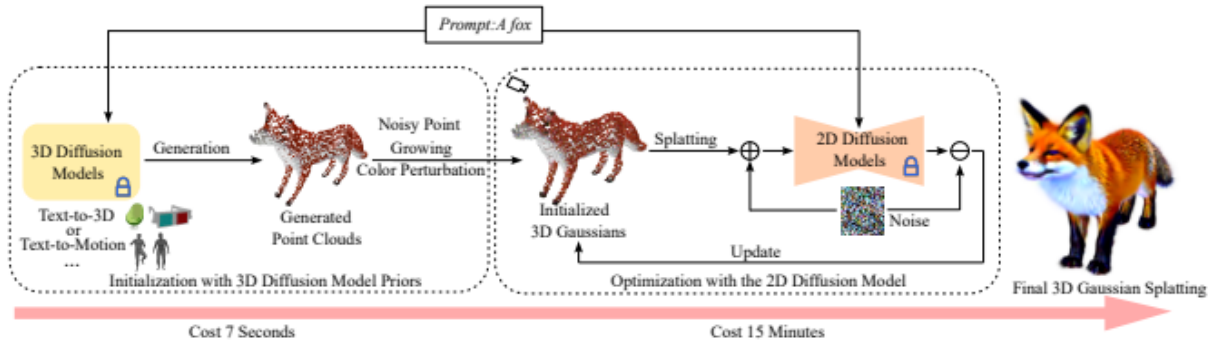 Prompt:A fox
3D Diffusion
Models
Generation
Text-to-3D
or
Text-to-Motion
...
Generated
Point Clouds
Noisy Point
Growing
Color Perturbation
Initialization with 3D Diffusion Model Priors
Initialized
3D Gaussians
Splatting
2D Diffusion
Models
Noise
Update
Optimization with the 2D Diffusion Model
Final 3D Gaussian Splatting
Cost 7 Seconds
Cost 15 Minutes